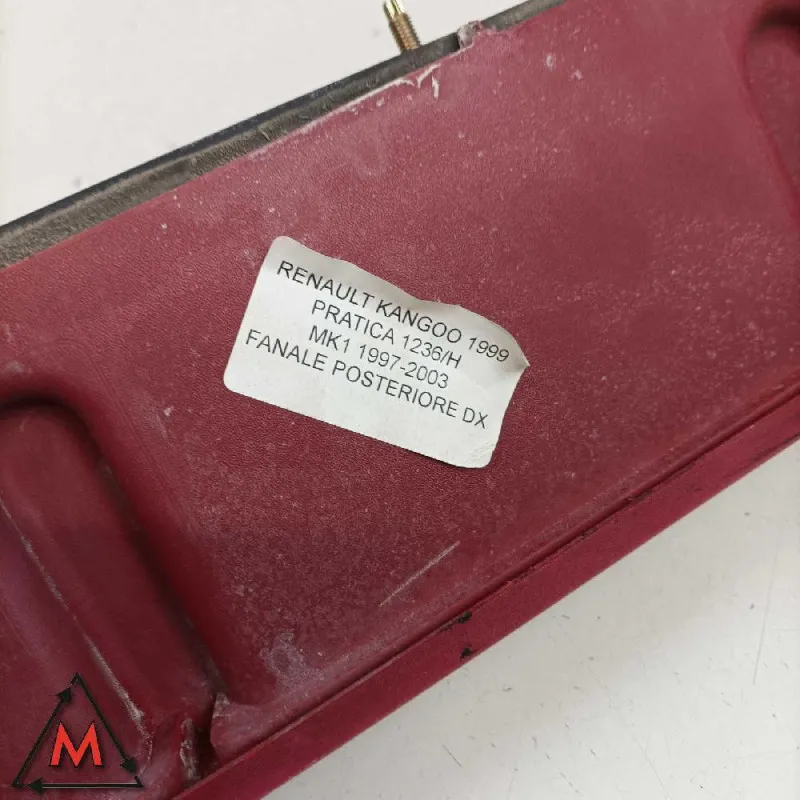 RENAULT KANGOO 1999
PRATICA 1236/H
MK1 1997-2003
FANALE POSTERIORE DX
M